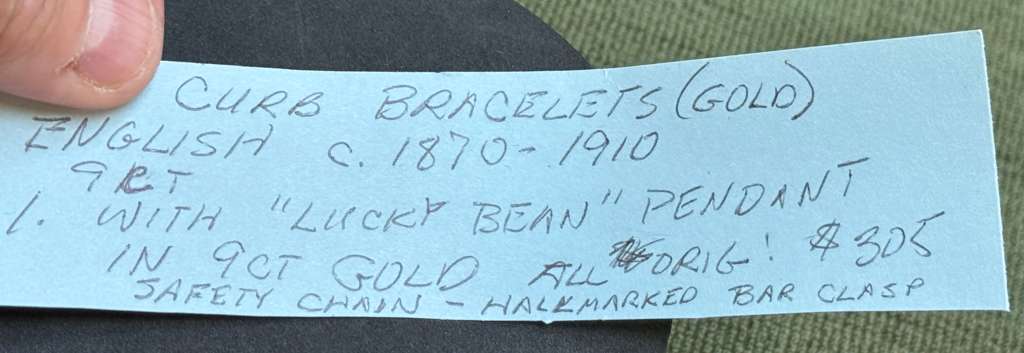 CURB BRACELETS (GOLD)
ENGLISH c. 1870-1910
9CT
1. WITH "LUCKY BEAN" PENDANT
IN 9CT GOLD ALL ORIG! $305
SAFETY CHAIN - HALLMARKED BAR CLASP